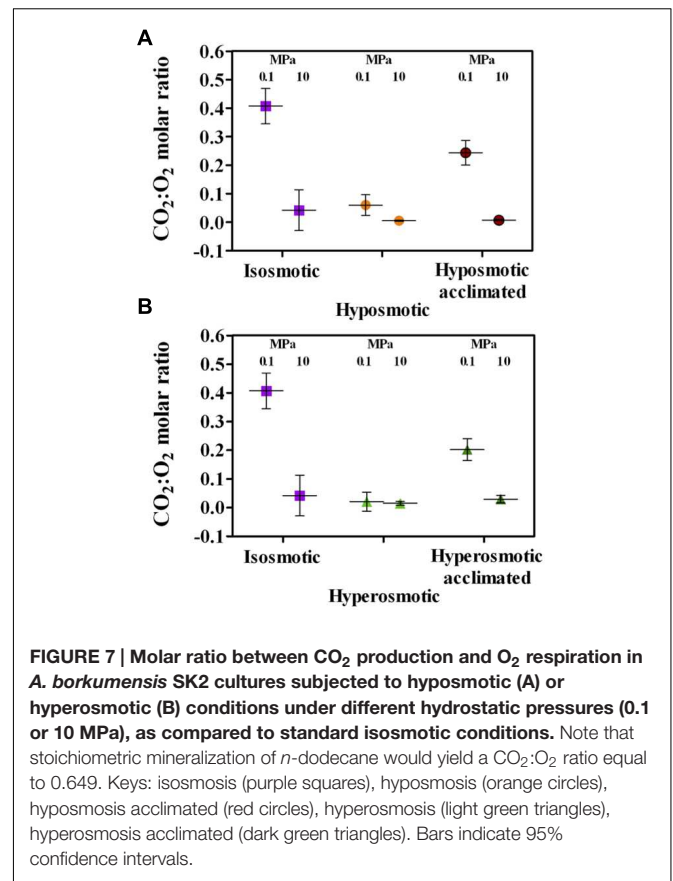 A
0.6
0.5
0.4
0.3
0.2
0.1
0.0
-0.1
CO₂:O₂ molar ratio
MPa MPa MPa
0.1 10 0.1 10 0.1 10
Isosmotic
Hyposmotic
Hyposmotic
acclimated
B
0.6
0.5
0.4
0.3
0.2
0.1
0.0
-0.1
CO₂:O₂ molar ratio
MPa MPa MPa
0.1 10 0.1 10 0.1 10
Isosmotic
Hyperosmotic
Hyperosmotic
acclimated
FIGURE 7 | Molar ratio between CO₂ production and O₂ respiration in
A. borkumensis SK2 cultures subjected to hyposmotic (A) or
hyperosmotic (B) conditions under different hydrostatic pressures (0.1
or 10 MPa), as compared to standard isosmotic conditions. Note that
stoichiometric mineralization of n-dodecane would yield a CO₂:O₂ ratio equal
to 0.649. Keys: isosmosis (purple squares), hyposmosis (orange circles),
hyposmosis acclimated (red circles), hyperosmosis (light green triangles),
hyperosmosis acclimated (dark green triangles). Bars indicate 95%
confidence intervals.